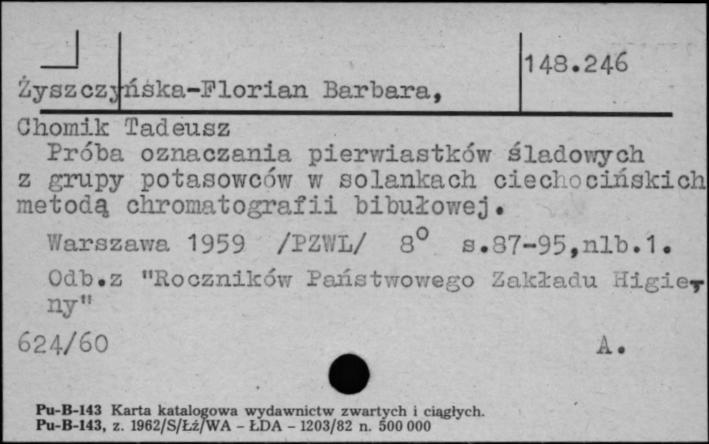 148.246
Żyszczyńska-Florian Barbara,
Chomik Tadeusz
Próba oznaczania pierwiastków śladowych
z grupy potasowców w solankach ciechocińskich
metodą chromatografii bibułowej.
Warszawa 1959 /PZWL/ 8° s.87-95,nlb.1.
Odb.z "Roczników Państwowego Zakładu Higie-
ny"
624/60 A.
Pu-B-143 Karta katalogowa wydawnictw zwartych i ciągłych.
Pu-B-143, z. 1962/S/Łż/WA - ŁDA - 1203/82 n. 500 000